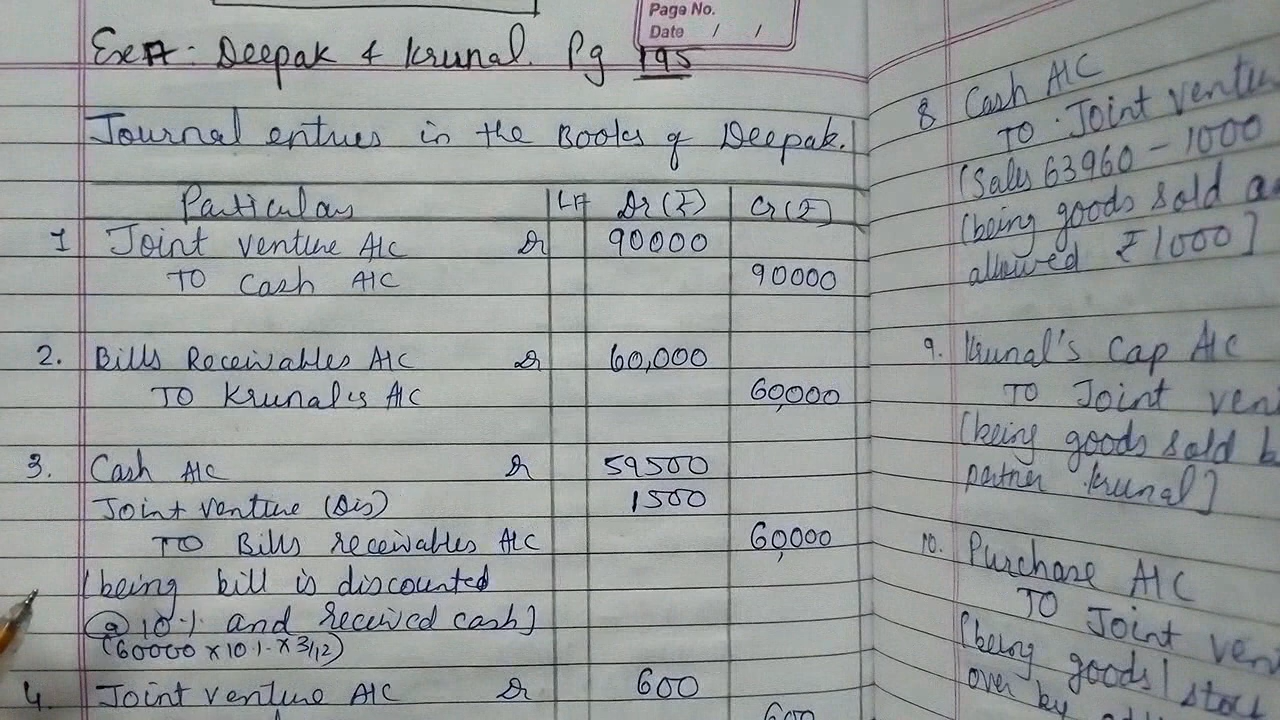 Page No.
Date / /
Ex 7. Deepak & Krunal. Pg 195
Journal entries in the Books of Deepak.
Particulars LF Dr (₹) Cr (₹)
1 Joint venture A/C Dr 90000
TO Cash A/C 90000
2. Bills Receivables A/C Dr 60,000
TO Krunal's A/C 60,000
3. Cash A/C Dr 59500
Joint venture (Dis) 1500
TO Bills receivables A/C 60,000
(being bill is discounted
@ 10% and received cash)
(60000 x 10% x 3/12)
4. Joint venture A/C Dr 600
600
8 Cash A/C
TO Joint ventu
(Sales 63960 - 1000
(being goods sold a
allowed ₹ 1000]
9. Krunal's Cap A/C
TO Joint ven
(being goods sold b
partner Krunal]
10. Purchase A/C
TO Joint ven
(being goods/stock
over by